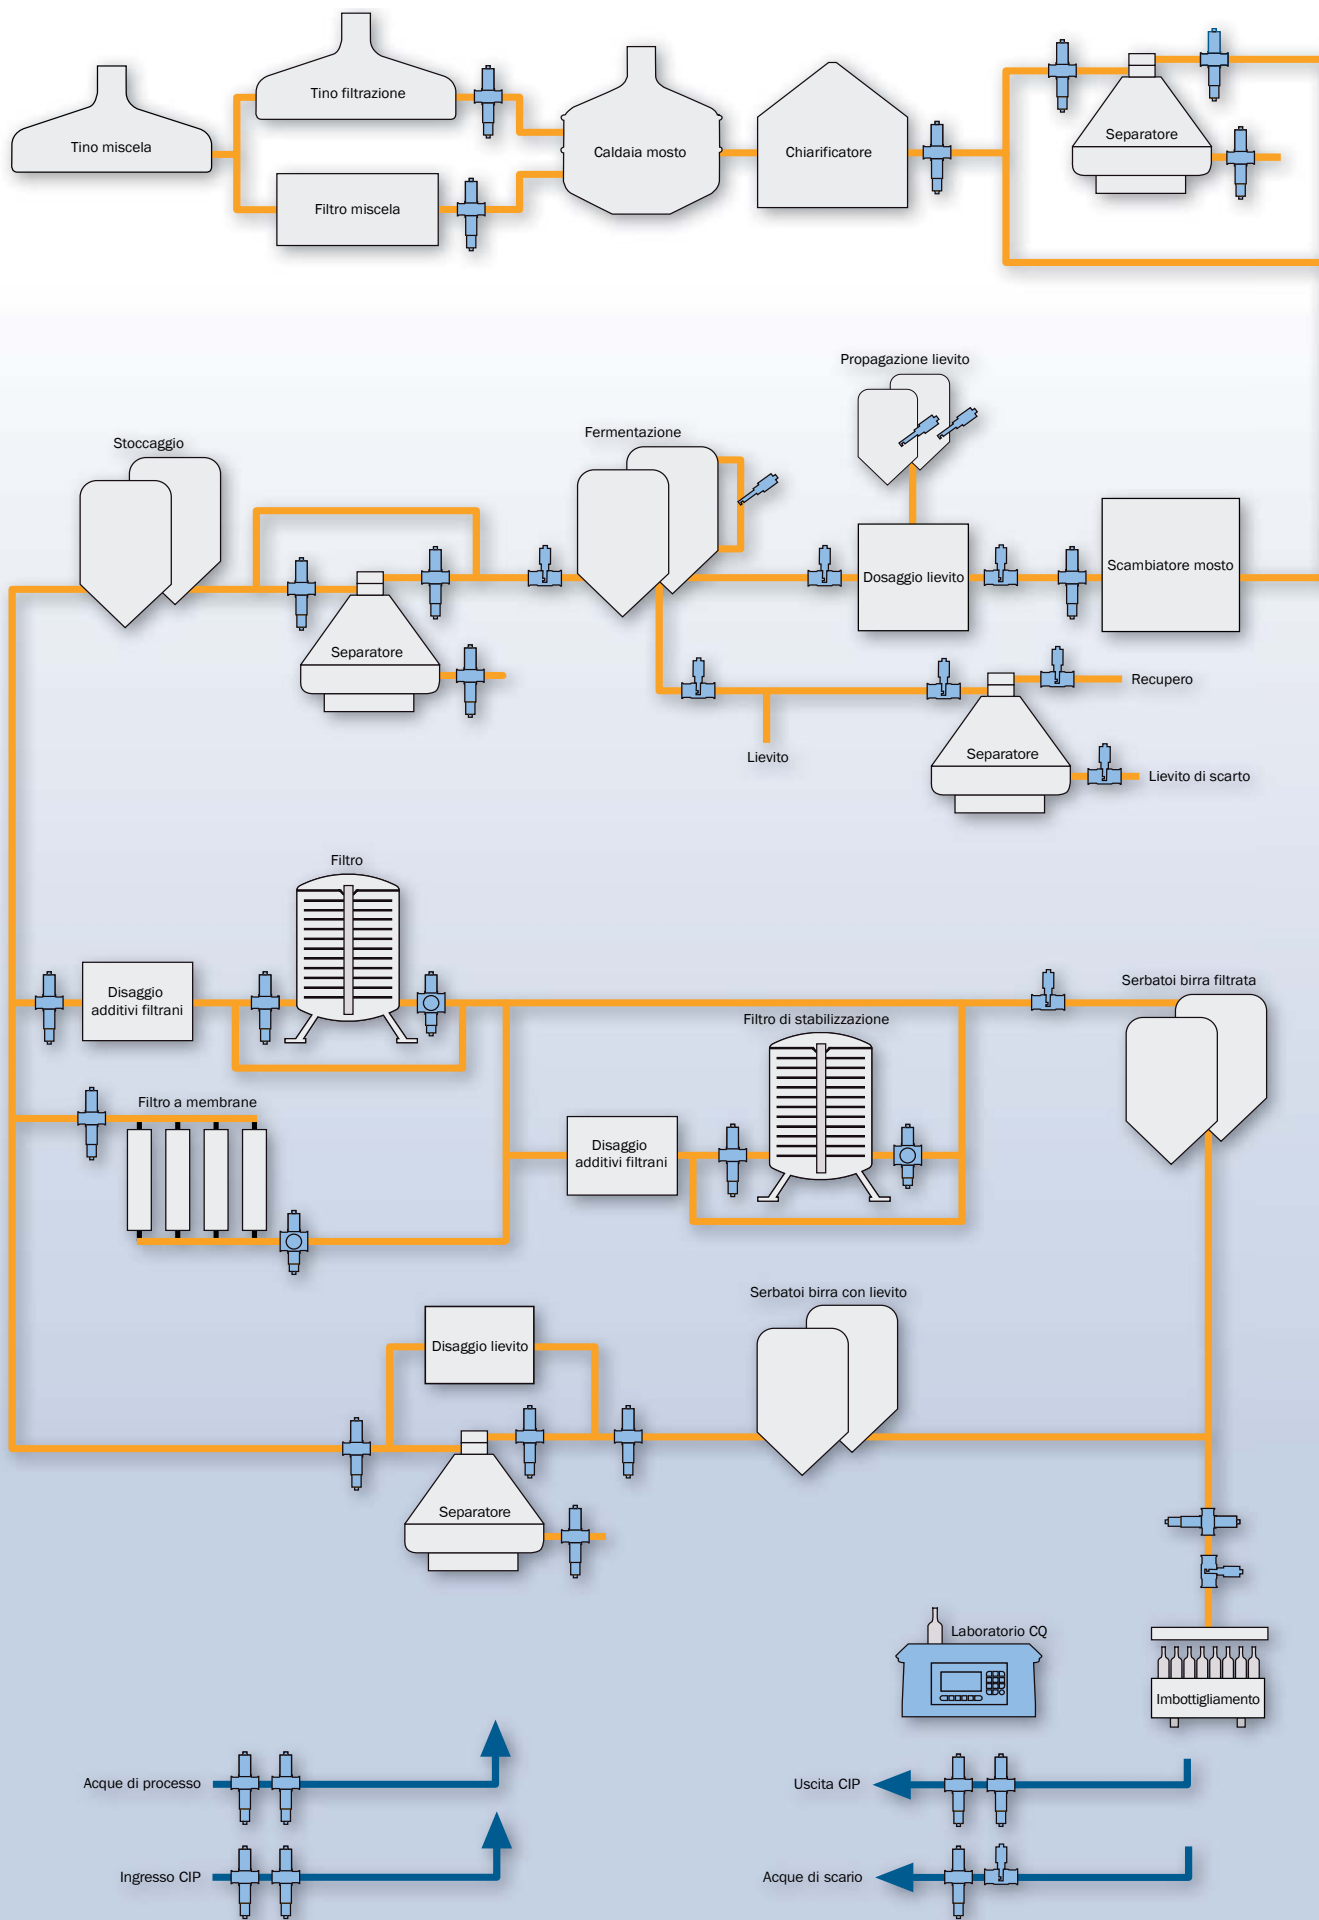 Tino miscela
Tino filtrazione
Filtro miscela
Caldaia mosto
Chiarificatore
Separatore
Propagazione lievito
Stoccaggio
Fermentazione
Dosaggio lievito
Scambiatore mosto
Separatore
Recupero
Lievito
Separatore
Lievito di scarto
Filtro
Disaggio
additivi filtrani
Serbatoi birra filtrata
Filtro di stabilizzazione
Filtro a membrane
Disaggio
additivi filtrani
Serbatoi birra con lievito
Disaggio lievito
Separatore
Laboratorio CQ
Imbottigliamento
Acque di processo
Uscita CIP
Ingresso CIP
Acque di scario